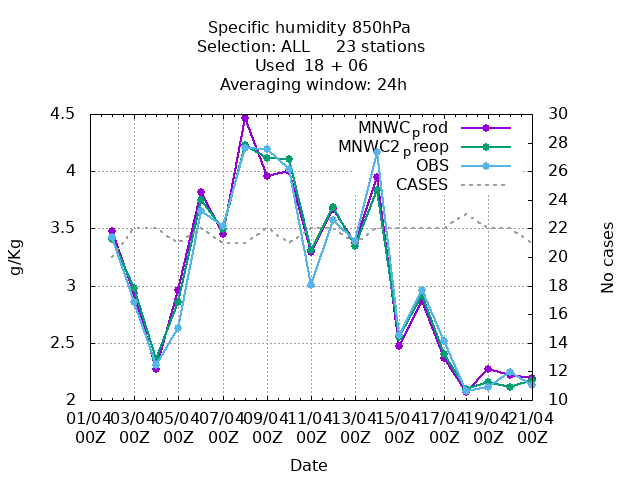 Specific humidity 850hPa
Selection: ALL 23 stations
Used 18 + 06
Averaging window: 24h
4.5
4
3.5
3
2.5
2
g/Kg
30
28
26
24
22
20
18
16
14
12
10
No cases
MNWCprod
MNWC2preop
OBS
CASES
01/04 03/04 05/04 07/04 09/04 11/04 13/04 15/04 17/04 19/04 21/04
00Z 00Z 00Z 00Z 00Z 00Z 00Z 00Z 00Z 00Z 00Z
Date